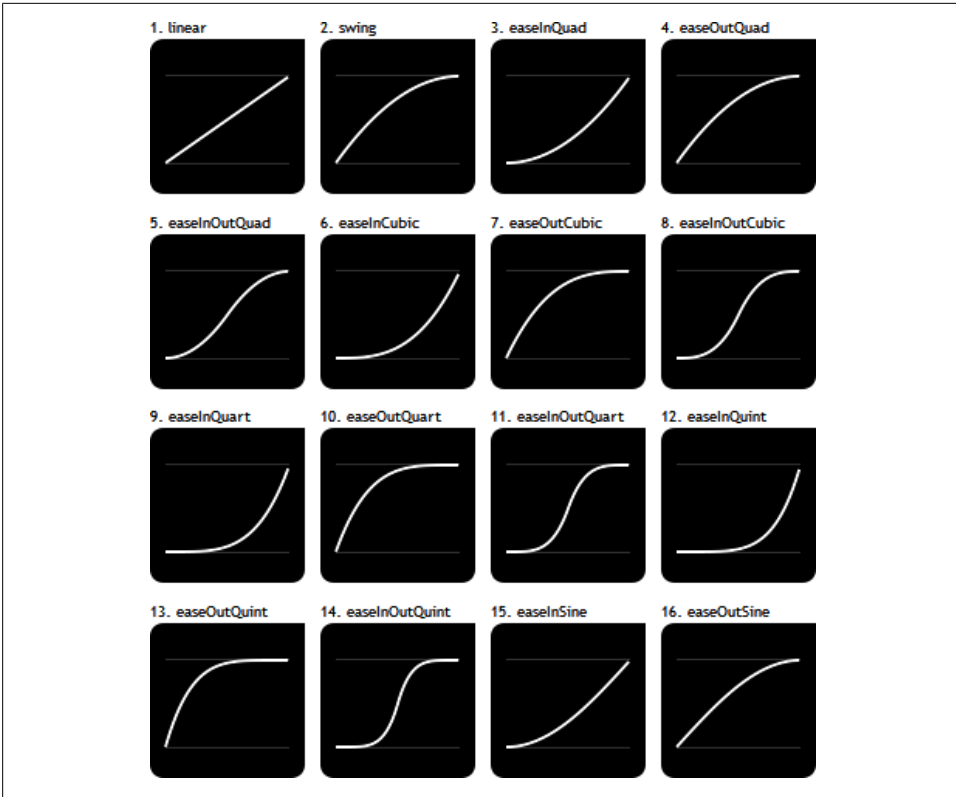 1. linear 2. swing 3. easeInQuad 4. easeOutQuad
5. easeInOutQuad 6. easeInCubic 7. easeOutCubic 8. easeInOutCubic
9. easeInQuart 10. easeOutQuart 11. easeInOutQuart 12. easeInQuint
13. easeOutQuint 14. easeInOutQuint 15. easeInSine 16. easeOutSine